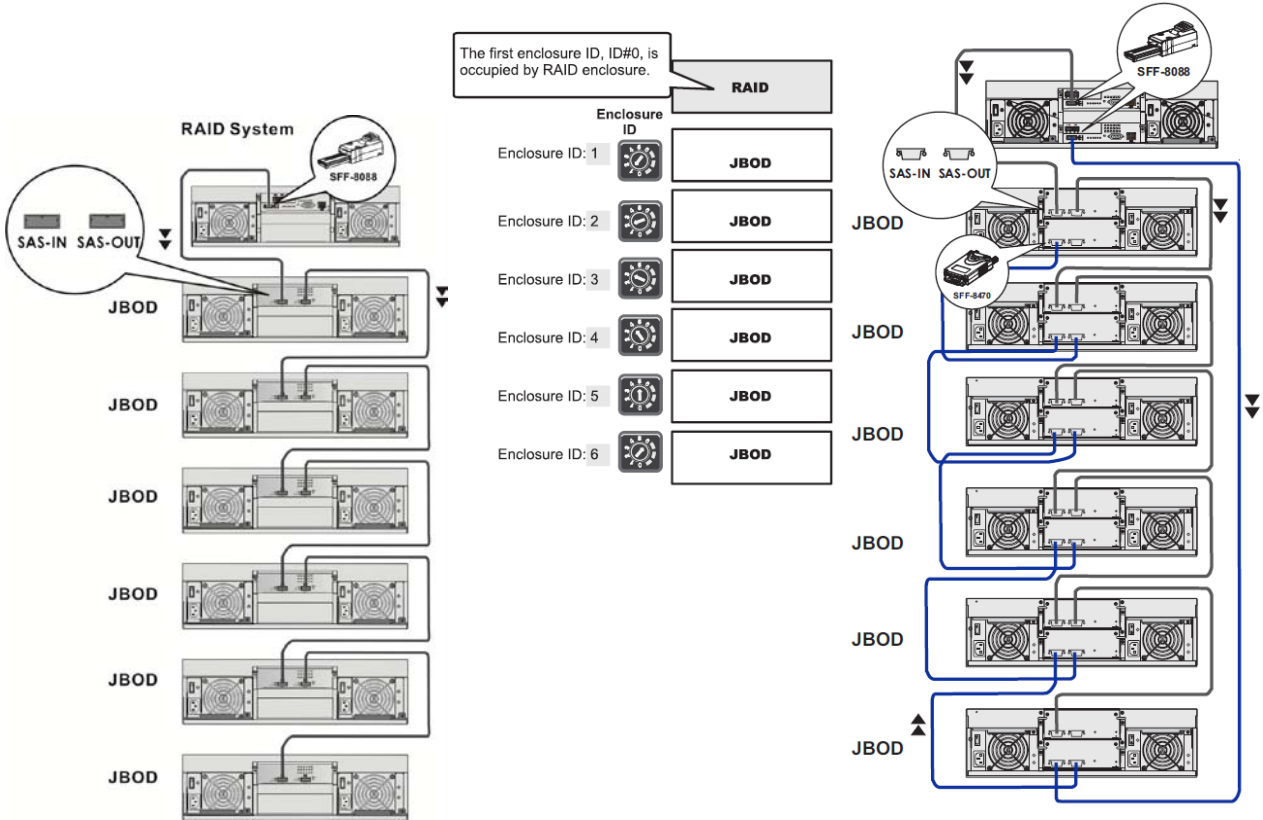 RAID System
SFF-8088
SAS-IN SAS-OUT
JBOD
JBOD
JBOD
JBOD
JBOD
JBOD
The first enclosure ID, ID#0, is
occupied by RAID enclosure.
RAID
Enclosure
ID
Enclosure ID: 1
JBOD
Enclosure ID: 2
JBOD
Enclosure ID: 3
JBOD
Enclosure ID: 4
JBOD
Enclosure ID: 5
JBOD
Enclosure ID: 6
JBOD
SFF-8088
SAS-IN SAS-OUT
JBOD
SFF-8470
JBOD
JBOD
JBOD
JBOD
JBOD